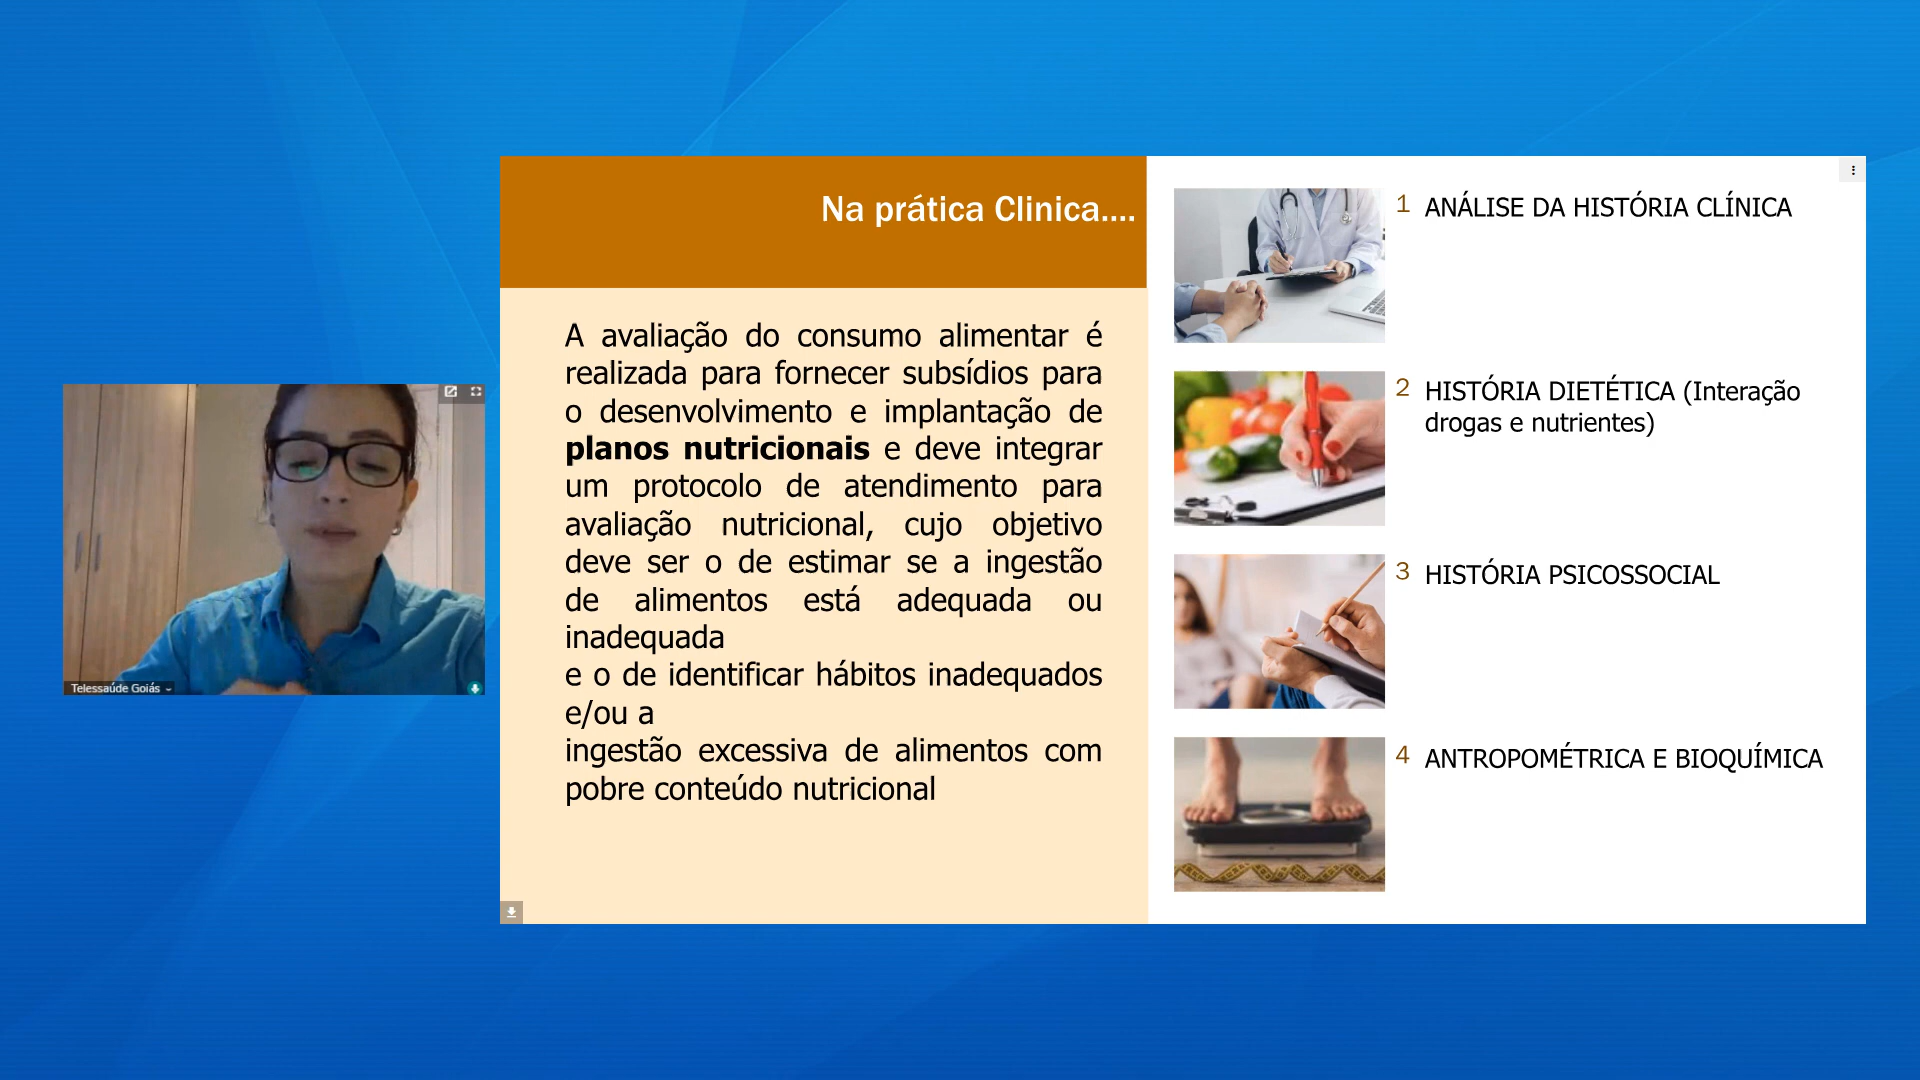 Na prática Clinica....
A avaliação do consumo alimentar é
realizada para fornecer subsídios para
o desenvolvimento e implantação de
planos nutricionais e deve integrar
um protocolo de atendimento para
avaliação nutricional, cujo objetivo
deve ser o de estimar se a ingestão
de alimentos está adequada ou
inadequada
e o de identificar hábitos inadequados
e/ou a
ingestão excessiva de alimentos com
pobre conteúdo nutricional
1 ANÁLISE DA HISTÓRIA CLÍNICA
2 HISTÓRIA DIETÉTICA (Interação
drogas e nutrientes)
3 HISTÓRIA PSICOSSOCIAL
4 ANTROPOMÉTRICA E BIOQUÍMICA
Telessaúde Goiás